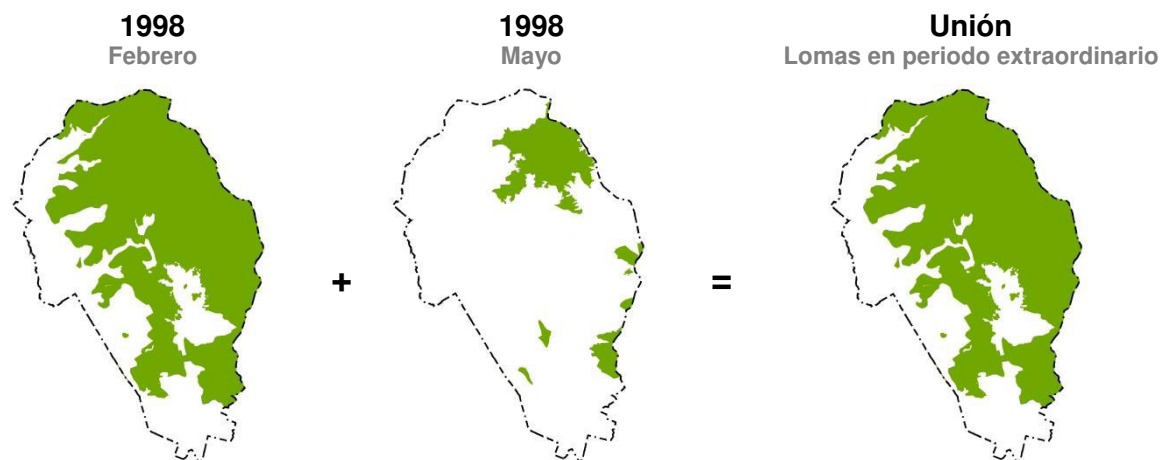 1998
Febrero
1998
Mayo
Unión
Lomas en periodo extraordinario
+
=